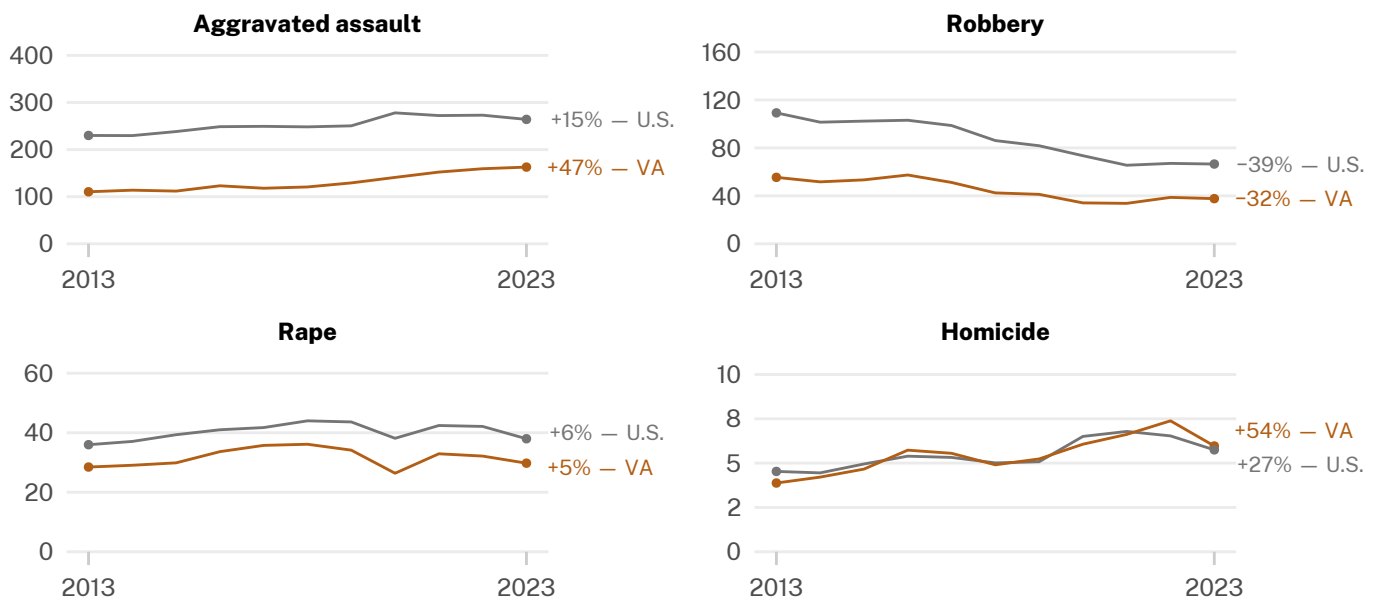 Aggravated assault
400
300
200
100
0
+15% — U.S.
+47% — VA
2013
2023
Robbery
160
120
80
40
0
−39% — U.S.
−32% — VA
2013
2023
Rape
60
40
20
0
+6% — U.S.
+5% — VA
2013
2023
Homicide
10
8
5
2
0
+54% — VA
+27% — U.S.
2013
2023